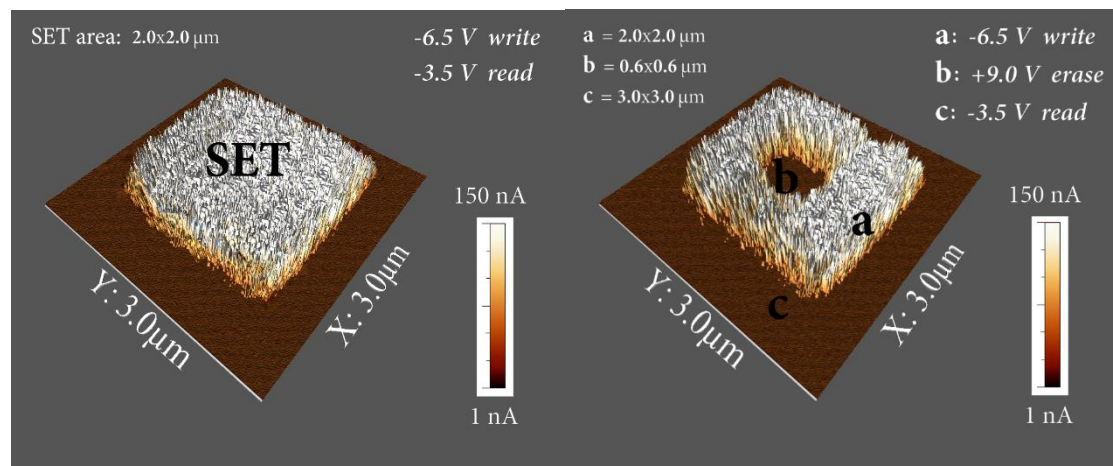 SET area: 2.0x2.0 µm
-6.5 V write
-3.5 V read
SET
150 nA
1 nA
Y: 3.0µm
X: 3.0µm
a = 2.0x2.0 µm
b = 0.6x0.6 µm
c = 3.0x3.0 µm
a: -6.5 V write
b: +9.0 V erase
c: -3.5 V read
b
a
c
150 nA
1 nA
Y: 3.0µm
X: 3.0µm